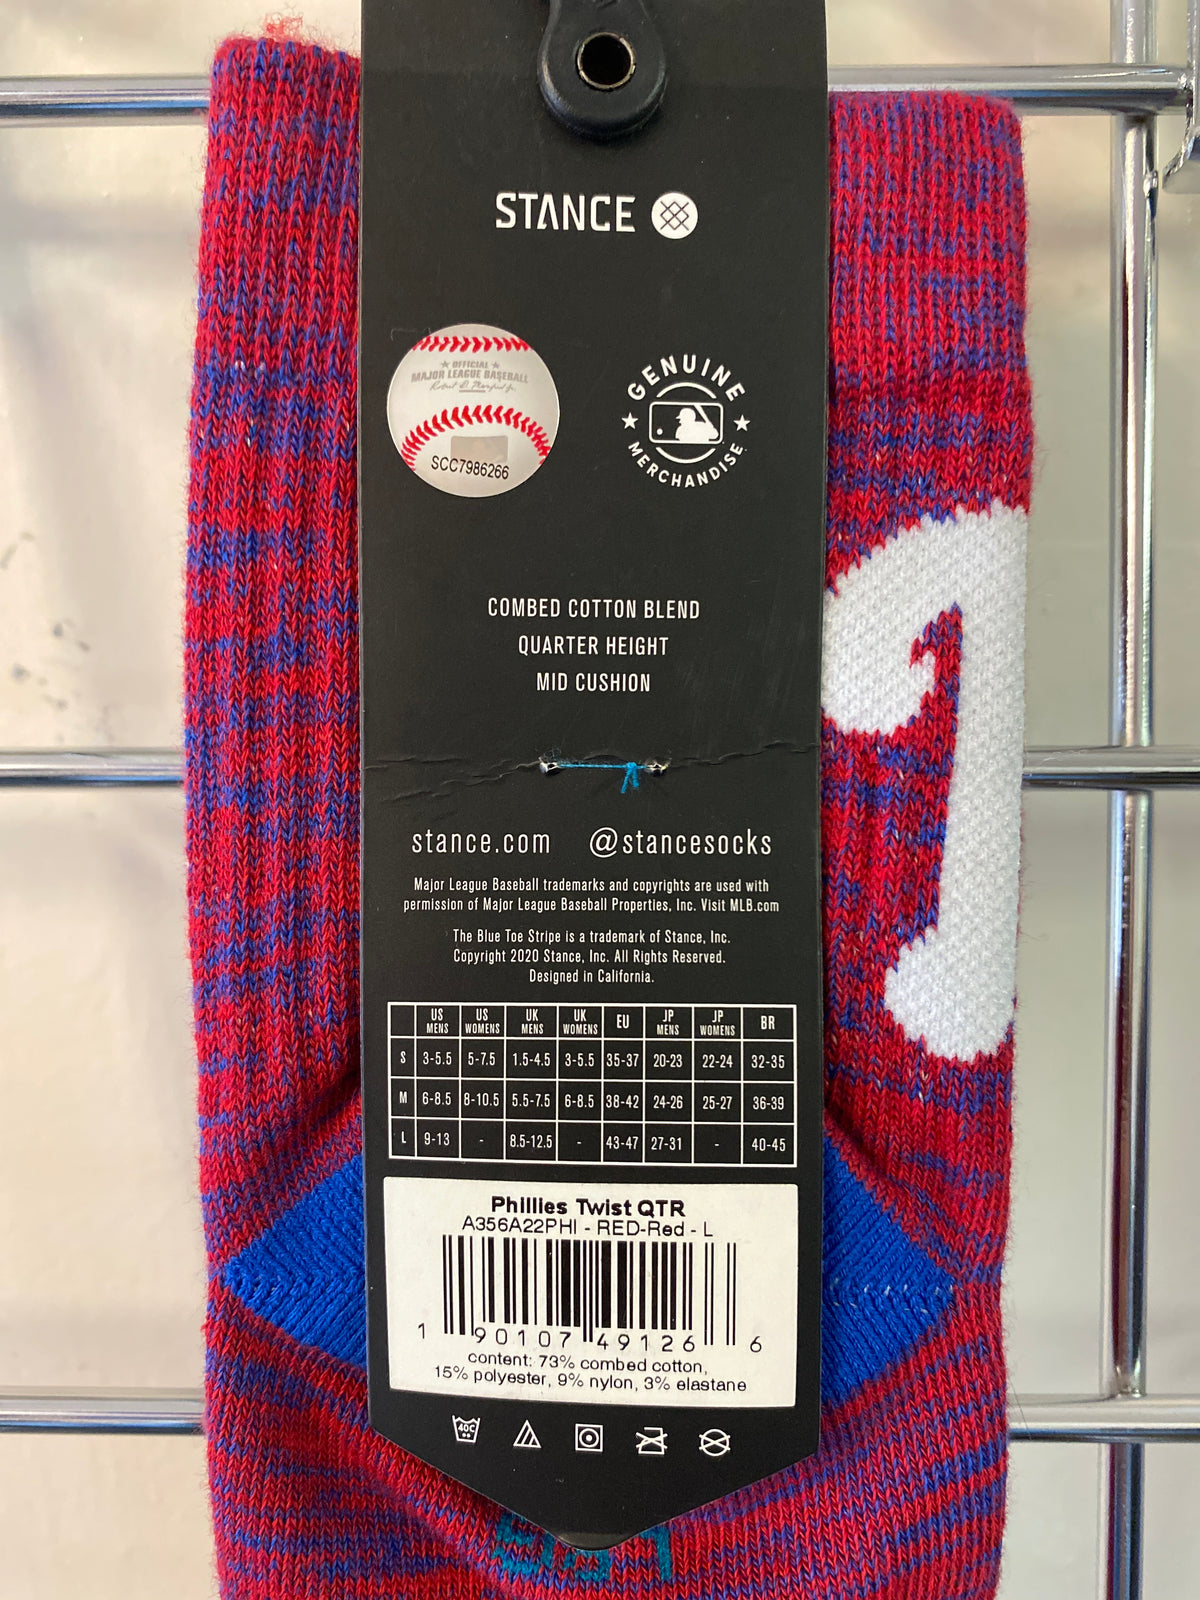 STANCE
★ OFFICIAL ★
MAJOR LEAGUE BASEBALL
SCC7986266
GENUINE
MERCHANDISE
COMBED COTTON BLEND
QUARTER HEIGHT
MID CUSHION
stance.com @stancesocks
Major League Baseball trademarks and copyrights are used with
permission of Major League Baseball Properties, Inc. Visit MLB.com
The Blue Toe Stripe is a trademark of Stance, Inc.
Copyright 2020 Stance, Inc. All Rights Reserved.
Designed in California.
US MENS US WOMENS UK MENS UK WOMENS EU JP MENS JP WOMENS BR
S 3-5.5 5-7.5 1.5-4.5 3-5.5 35-37 20-23 22-24 32-35
M 6-8.5 8-10.5 5.5-7.5 6-8.5 38-42 24-26 25-27 36-39
L 9-13 - 8.5-12.5 - 43-47 27-31 - 40-45
Phillies Twist QTR
A356A22PHI - RED-Red - L
1 90107 49126 6
content: 73% combed cotton,
15% polyester, 9% nylon, 3% elastane
40C